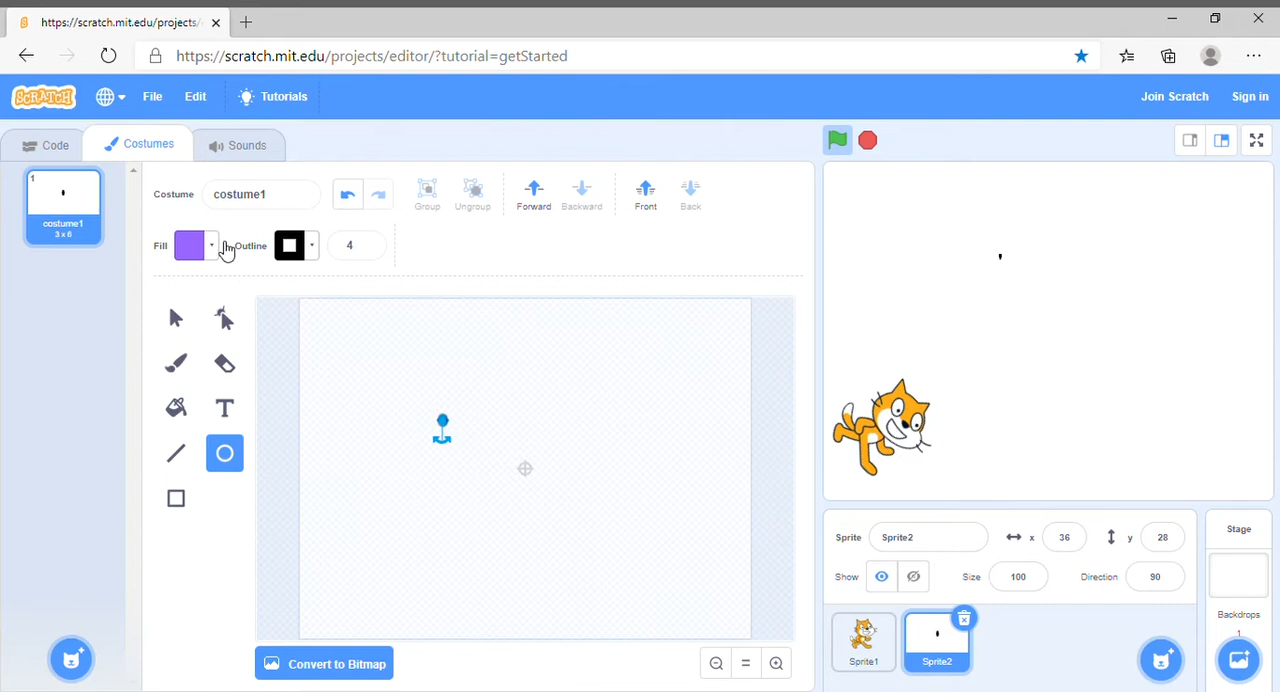 https://scratch.mit.edu/projects/
https://scratch.mit.edu/projects/editor/?tutorial=getStarted
SCRATCH
File
Edit
Tutorials
Join Scratch
Sign in
Code
Costumes
Sounds
1
costume1
3 x 6
Costume
costume1
Group
Ungroup
Forward
Backward
Front
Back
Fill
Outline
4
T
Convert to Bitmap
Sprite
Sprite2
x
36
y
28
Show
Size
100
Direction
90
Sprite1
Sprite2
Stage
Backdrops
1